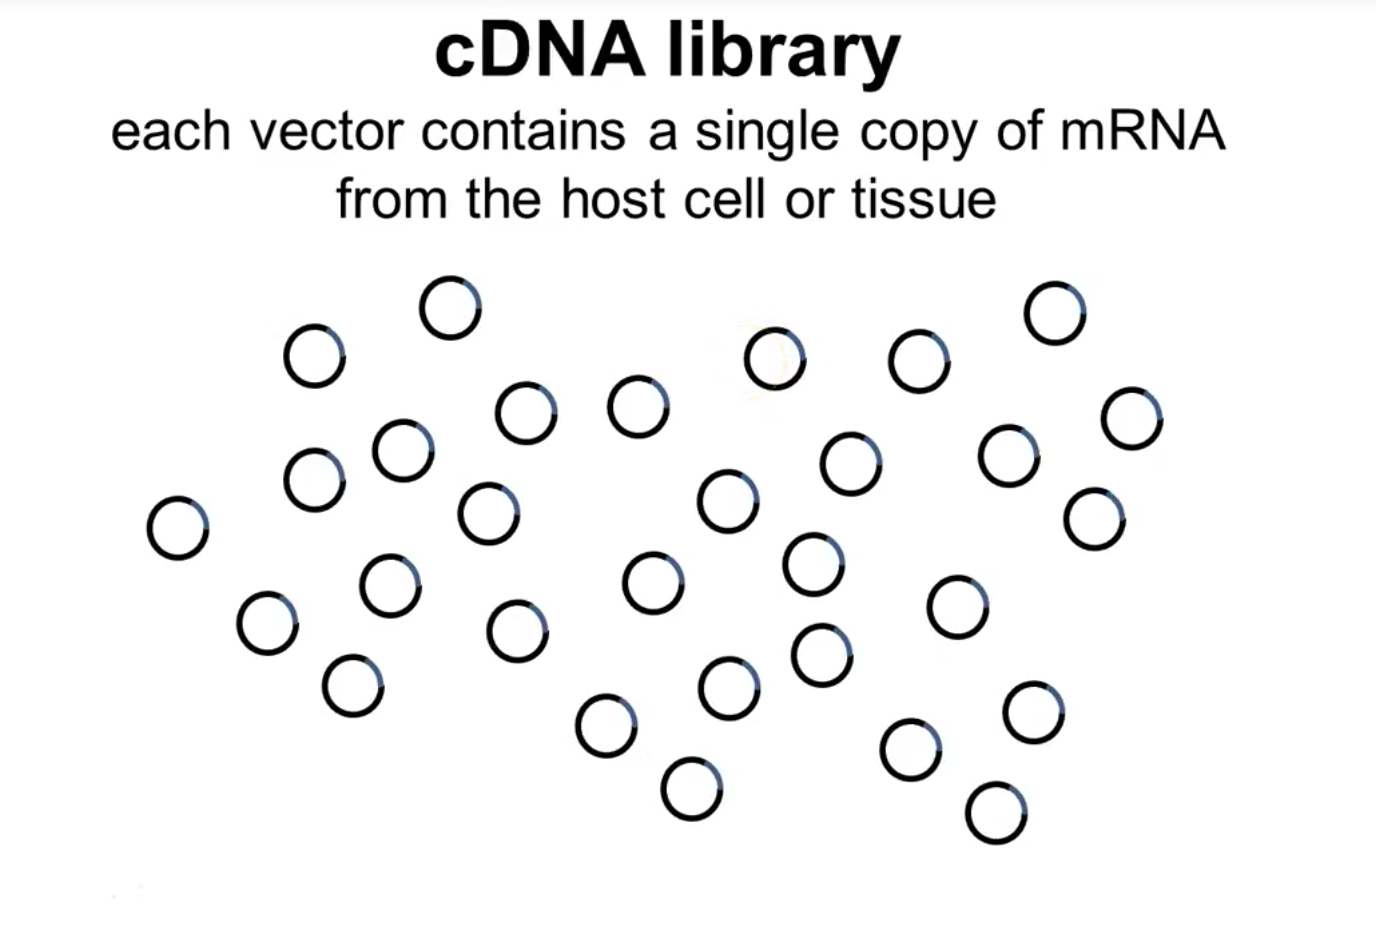 cDNA library
each vector contains a single copy of mRNA
from the host cell or tissue